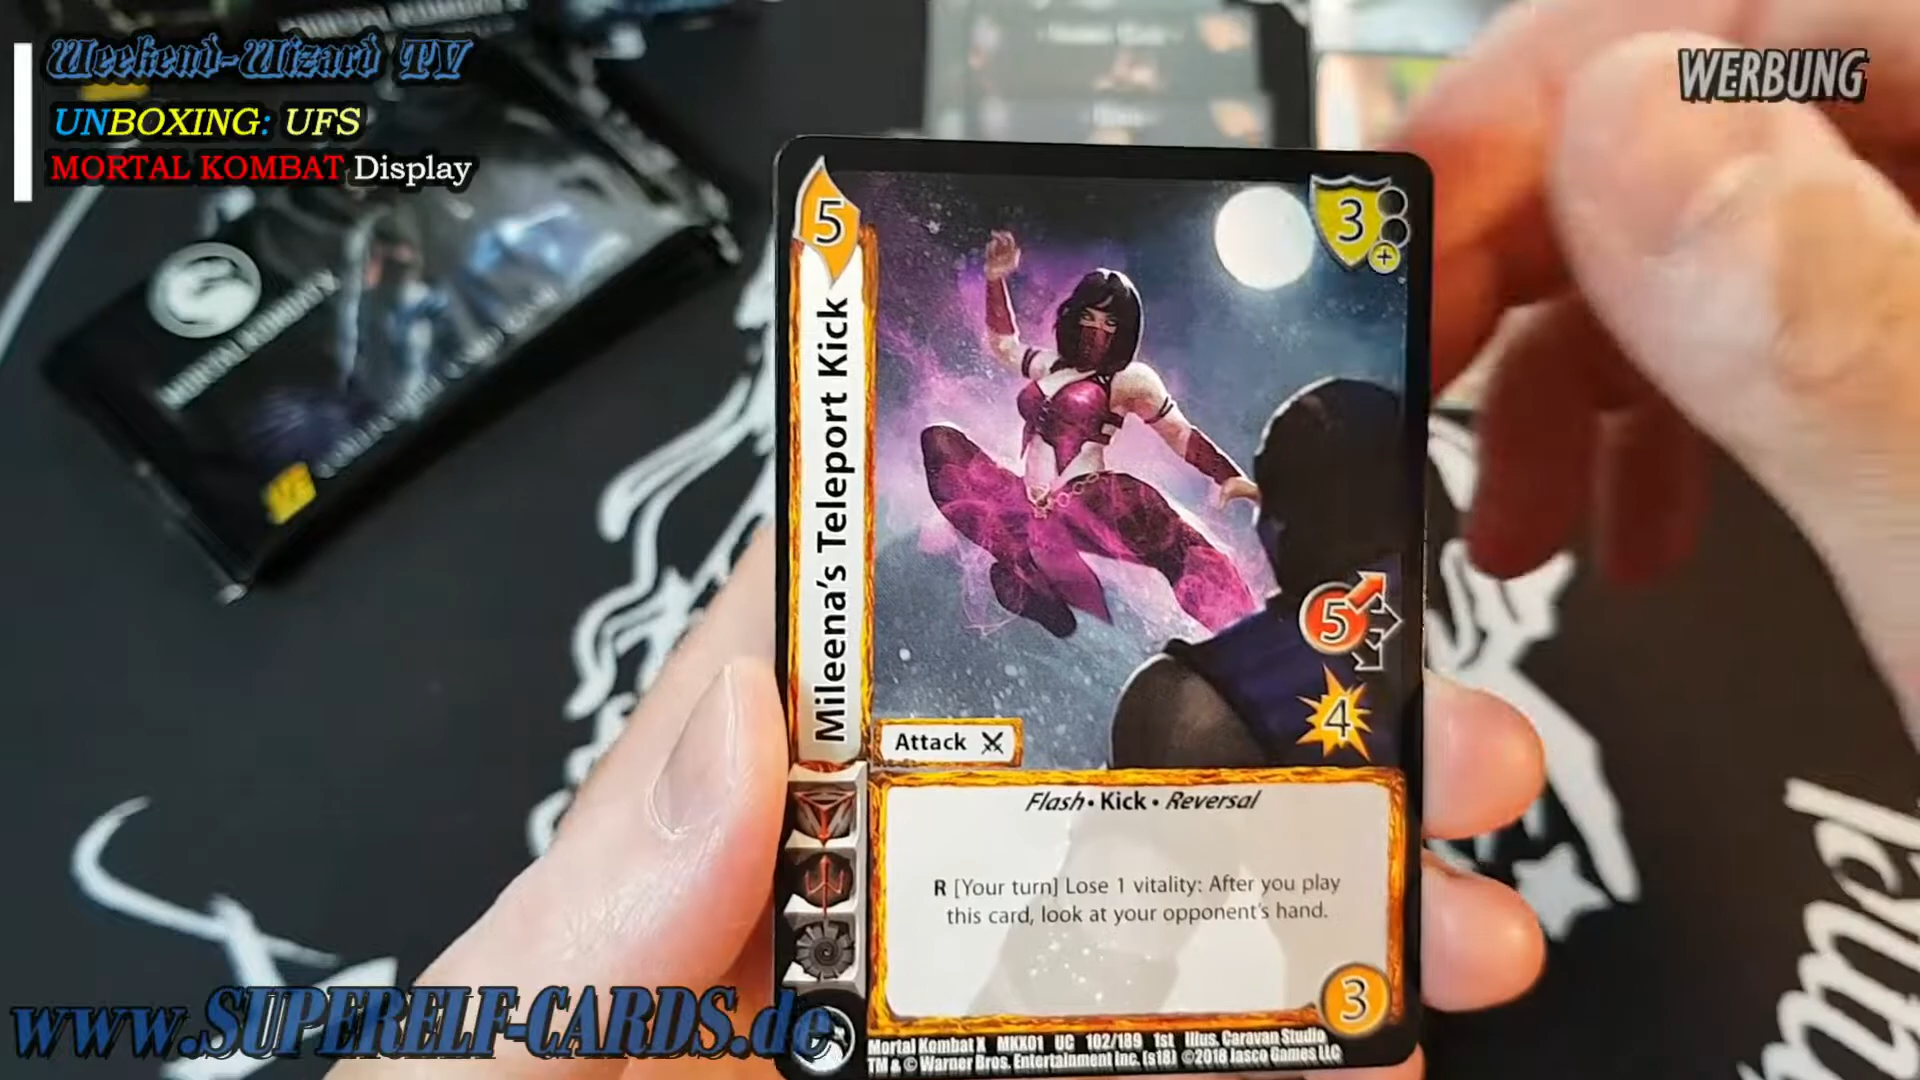 Weekend-Wizard TV
UNBOXING: UFS
MORTAL KOMBAT Display
WERBUNG
MORTAL KOMBAT X
5
3
+
Mileena's Teleport Kick
5
4
Attack
Flash • Kick • Reversal
R [Your turn] Lose 1 vitality: After you play
this card, look at your opponent's hand.
3
Mortal Kombat X MKX01 UC 102/189 1st Illus. Caravan Studio
TM & © Warner Bros. Entertainment Inc. (s18) ©2018 Jasco Games LLC
www.SUPERELF-CARDS.de